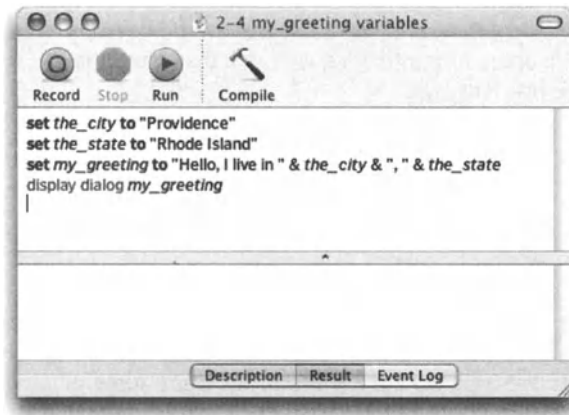 2-4 my_greeting variables
Record Stop Run Compile
set the_city to "Providence"
set the_state to "Rhode Island"
set my_greeting to "Hello, I live in " & the_city & ", " & the_state
display dialog my_greeting
Description Result Event Log